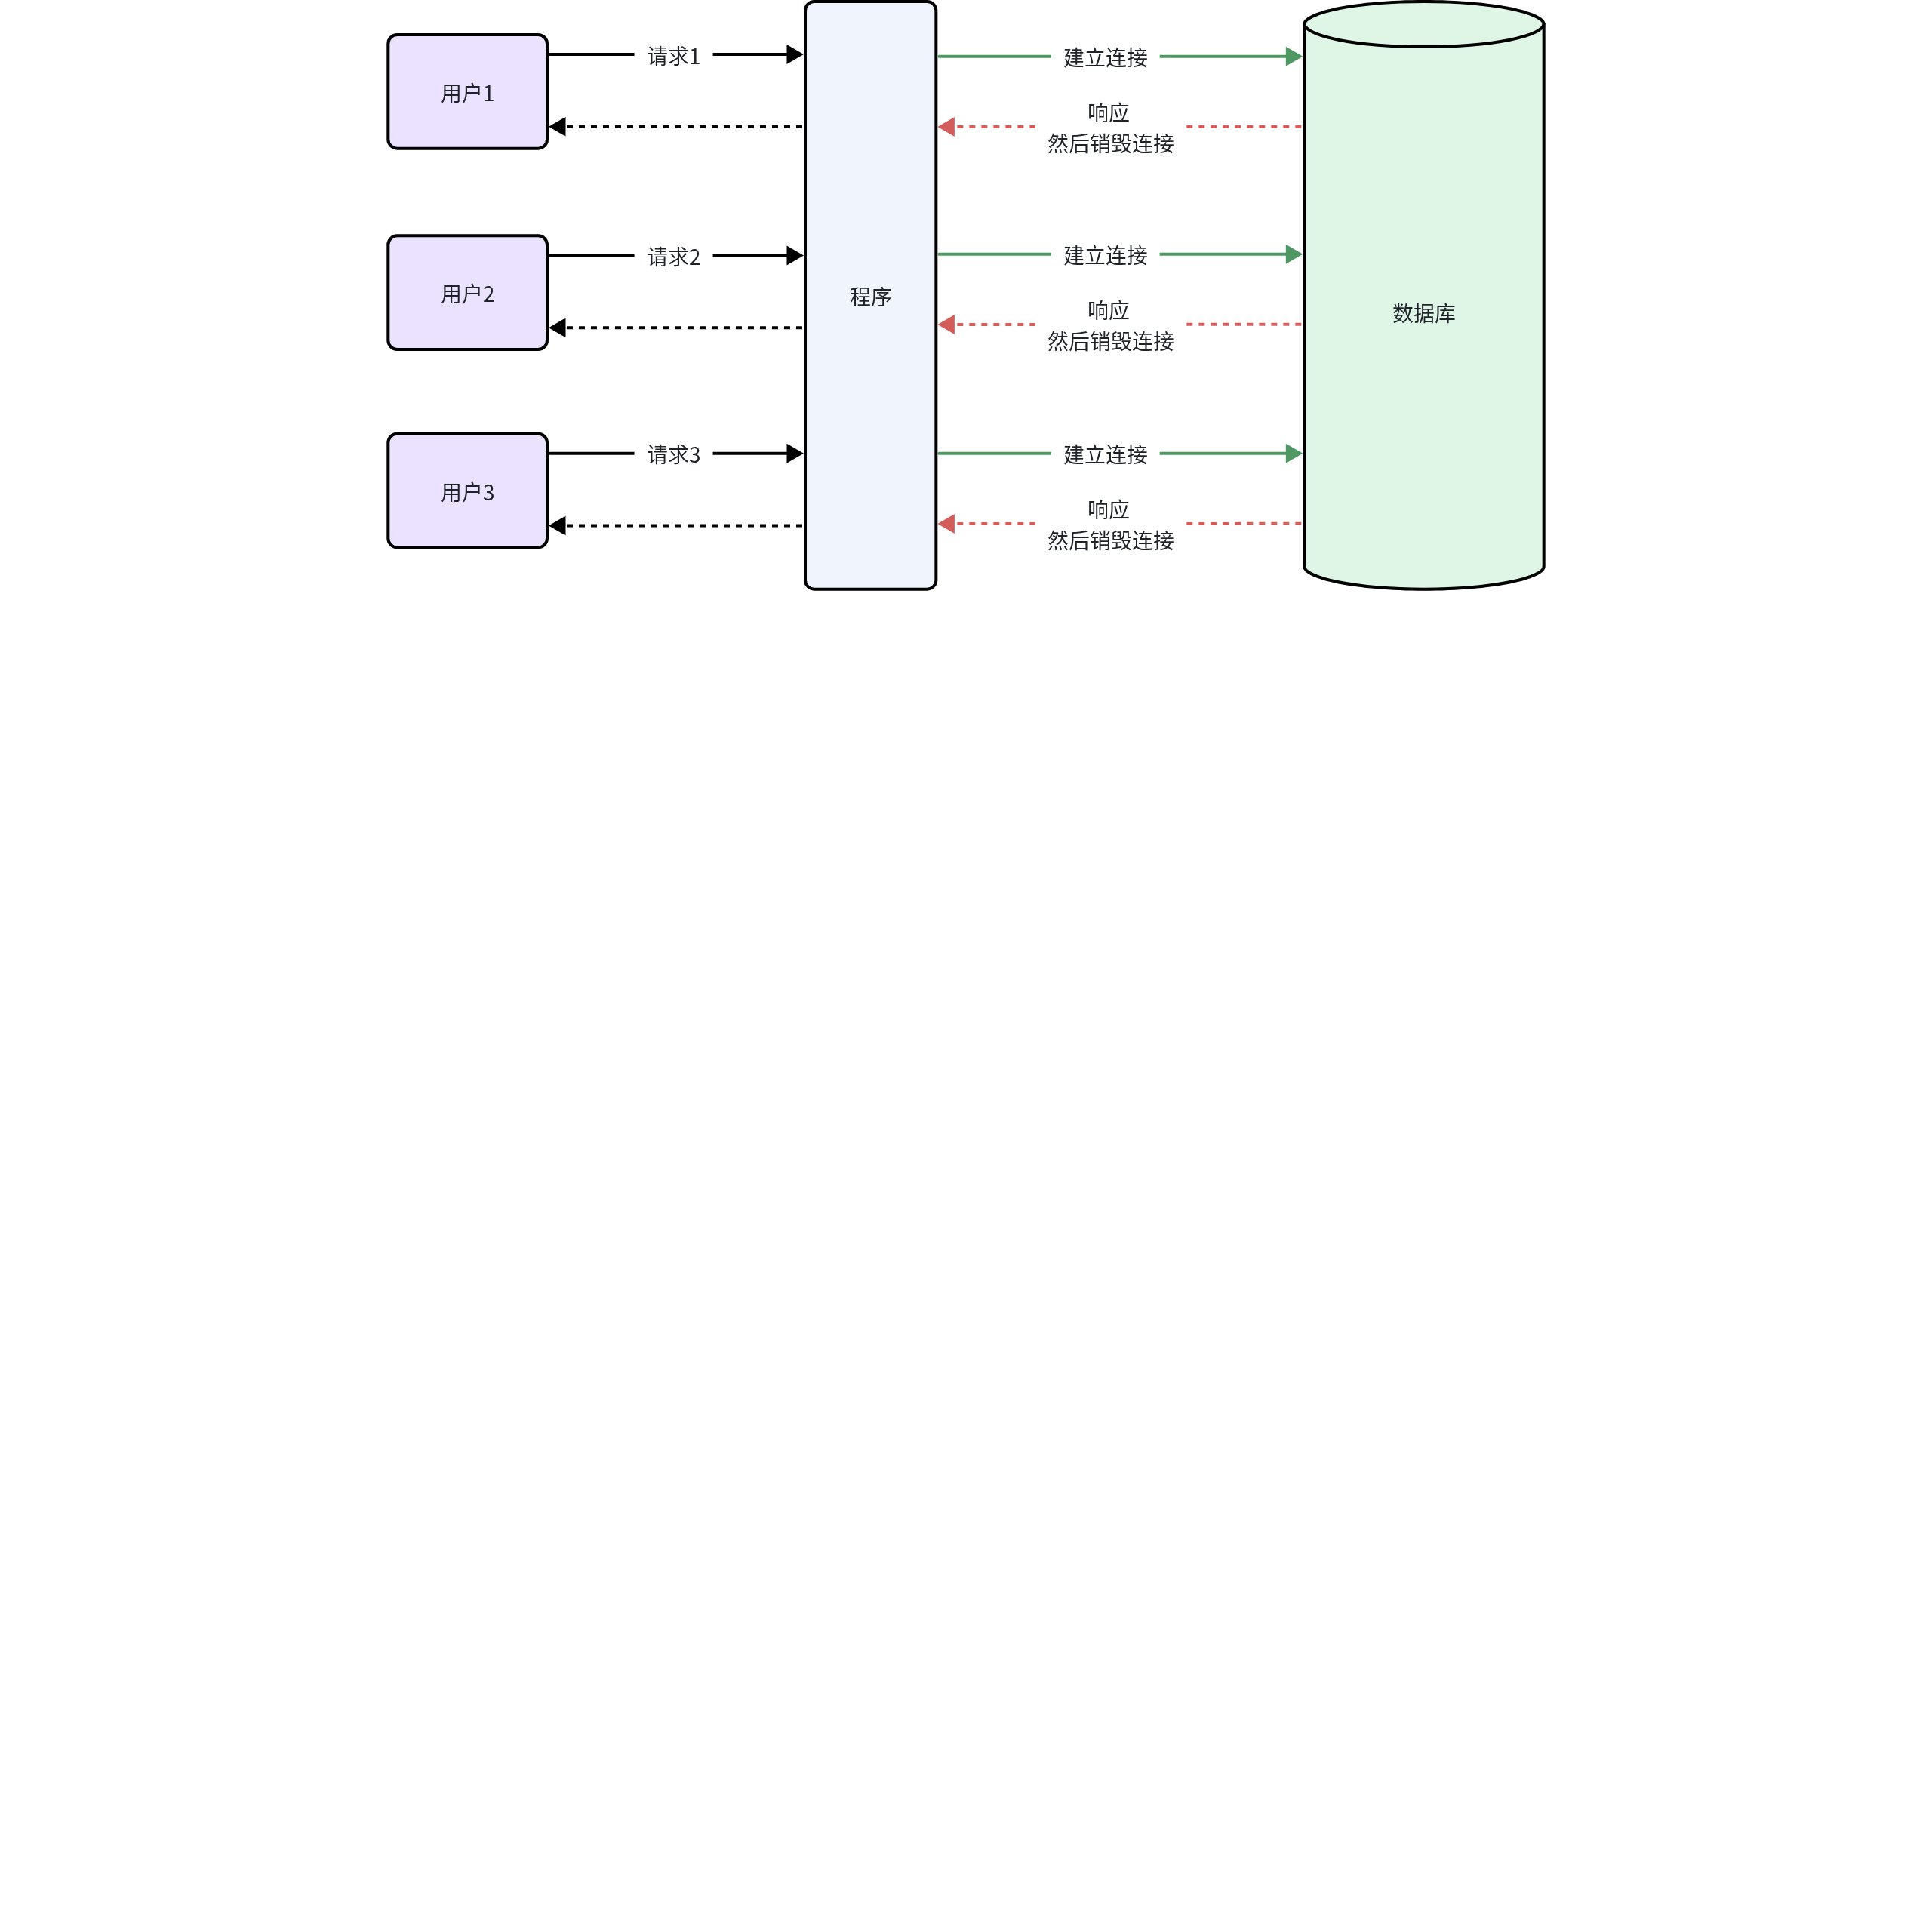 用户1
请求1
建立连接
响应
然后销毁连接
用户2
请求2
建立连接
响应
然后销毁连接
程序
数据库
用户3
请求3
建立连接
响应
然后销毁连接